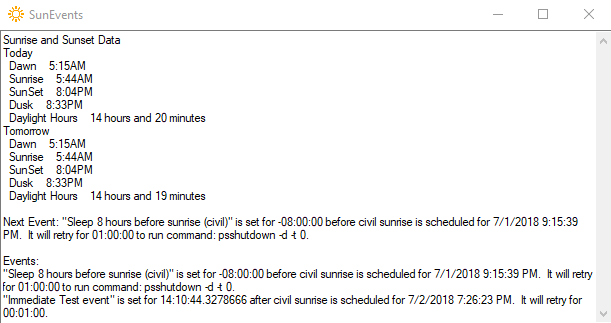 SunEvents
Sunrise and Sunset Data
Today
Dawn 5:15AM
Sunrise 5:44AM
SunSet 8:04PM
Dusk 8:33PM
Daylight Hours 14 hours and 20 minutes
Tomorrow
Dawn 5:15AM
Sunrise 5:44AM
SunSet 8:04PM
Dusk 8:33PM
Daylight Hours 14 hours and 19 minutes
Next Event: "Sleep 8 hours before sunrise (civil)" is set for -08:00:00 before civil sunrise is scheduled for 7/1/2018 9:15:39
PM. It will retry for 01:00:00 to run command: psshutdown -d -t 0.
Events:
"Sleep 8 hours before sunrise (civil)" is set for -08:00:00 before civil sunrise is scheduled for 7/1/2018 9:15:39 PM. It will retry
for 01:00:00 to run command: psshutdown -d -t 0.
"Immediate Test event" is set for 14:10:44.3278666 after civil sunrise is scheduled for 7/2/2018 7:26:23 PM. It will retry for
00:01:00.